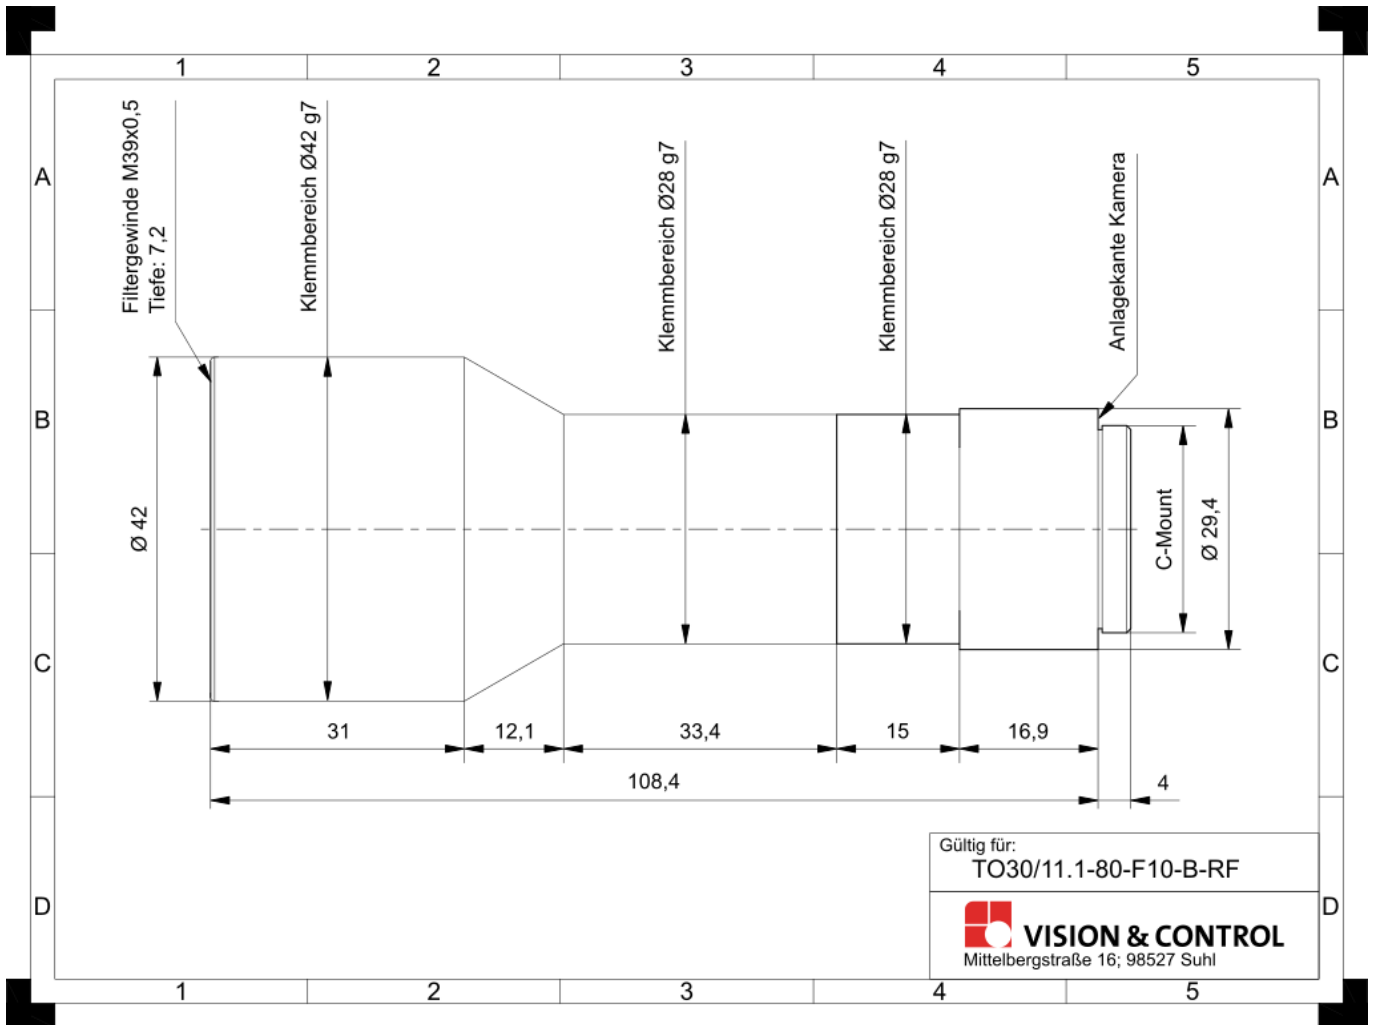 1 2 3 4 5
A A
B B
C C
D D
Filtergewinde M39x0,5
Tiefe: 7,2
Klemmbereich Ø42 g7
Klemmbereich Ø28 g7
Klemmbereich Ø28 g7
Anlagekante Kamera
Ø 42
C-Mount
Ø 29,4
31
12,1
33,4
15
16,9
108,4
4
Gültig für:
TO30/11.1-80-F10-B-RF
VISION & CONTROL
Mittelbergstraße 16; 98527 Suhl
1 2 3 4 5